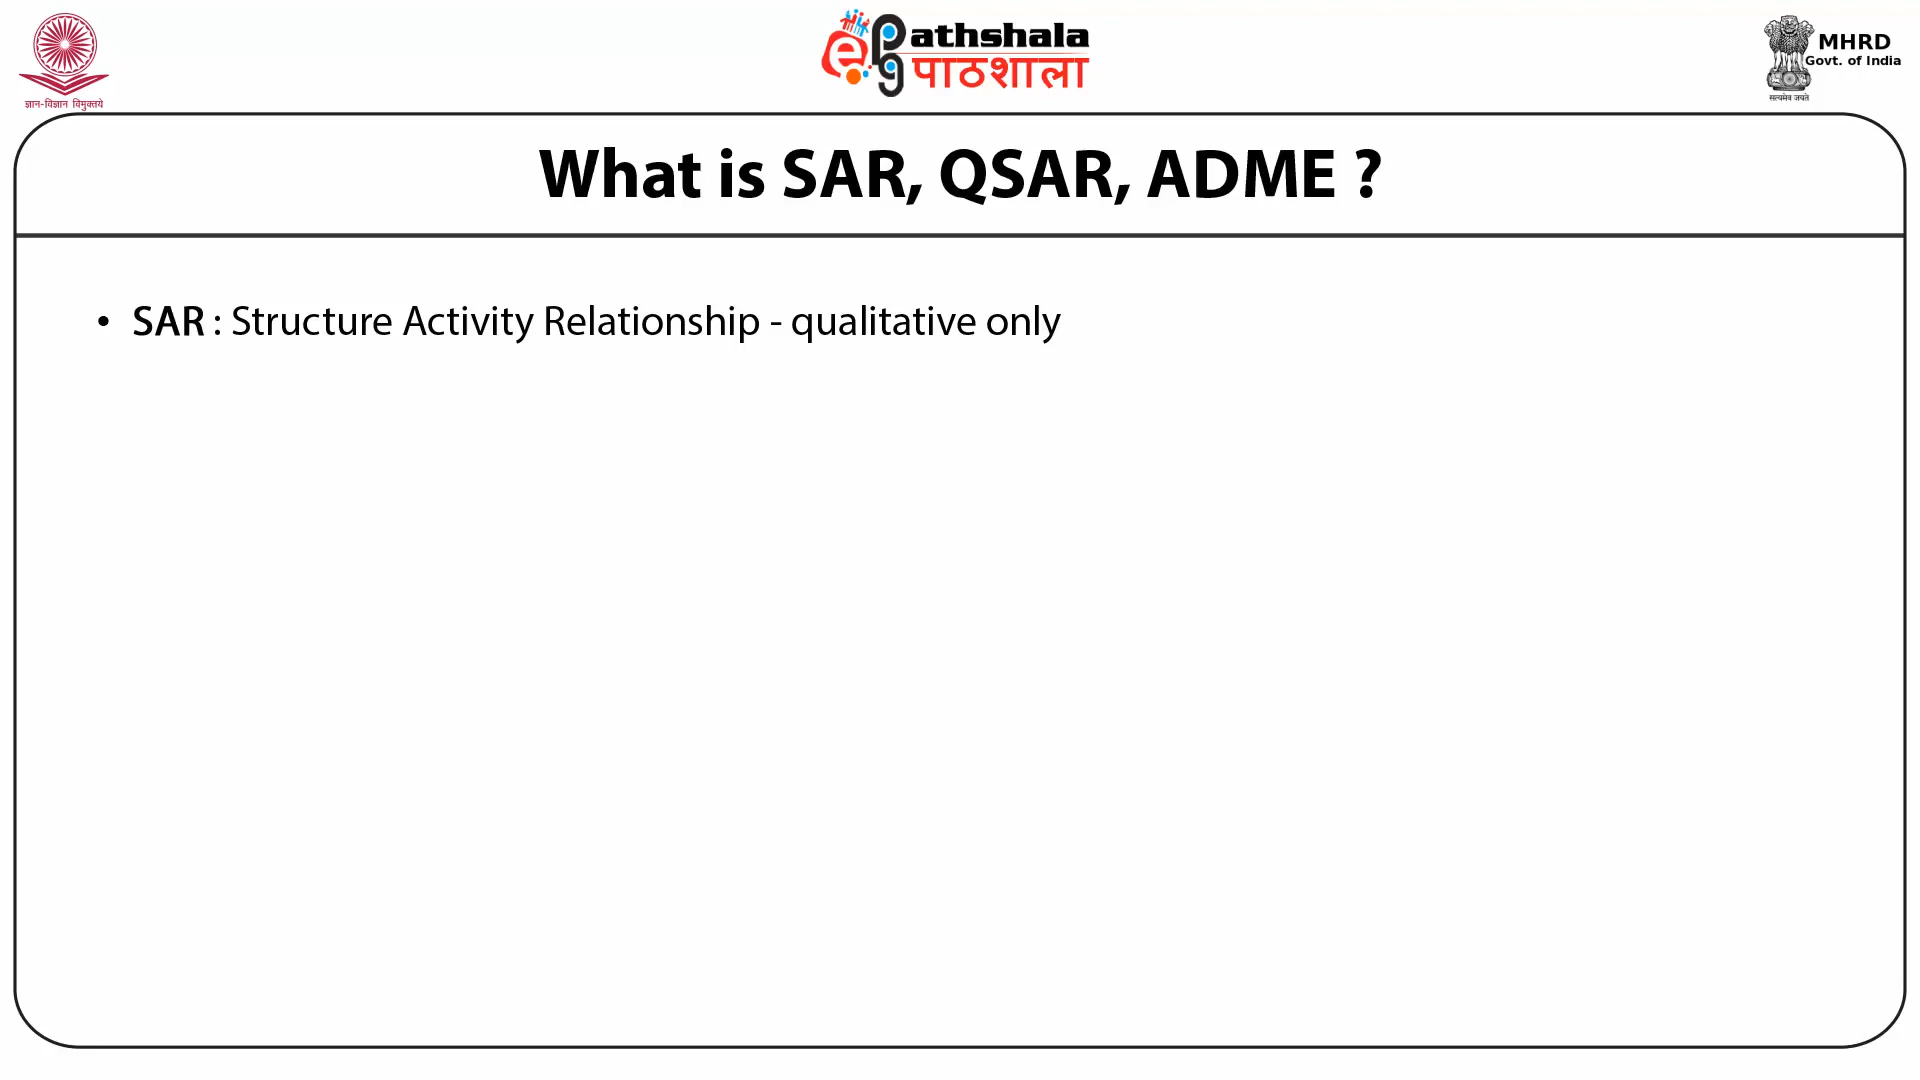 ज्ञान-विज्ञान विमुक्तये
ePathshala
पाठशाला
MHRD
Govt. of India
सत्यमेव जयते
What is SAR, QSAR, ADME ?
• SAR : Structure Activity Relationship - qualitative only